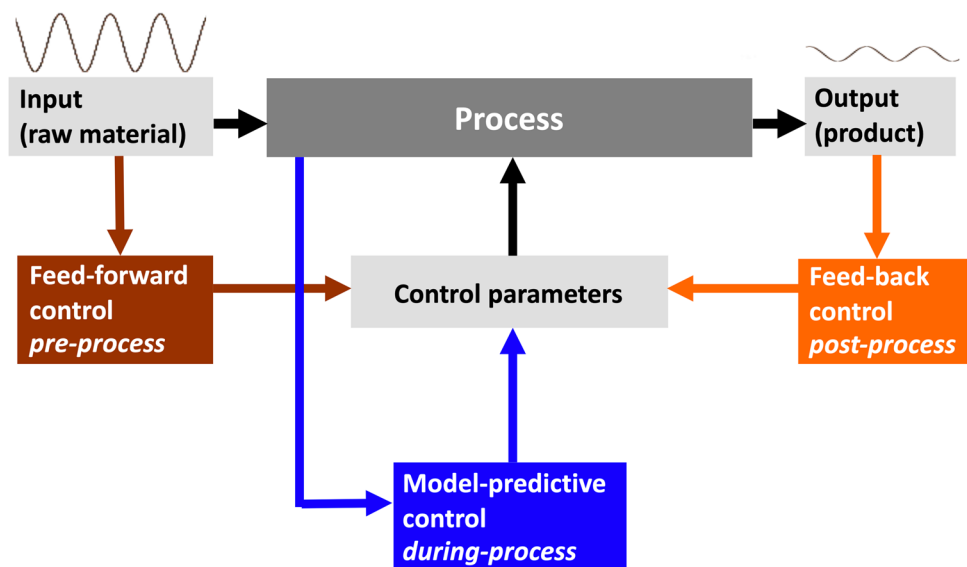 Input
(raw material)
Process
Output
(product)
Feed-forward
control
pre-process
Control parameters
Feed-back
control
post-process
Model-predictive
control
during-process